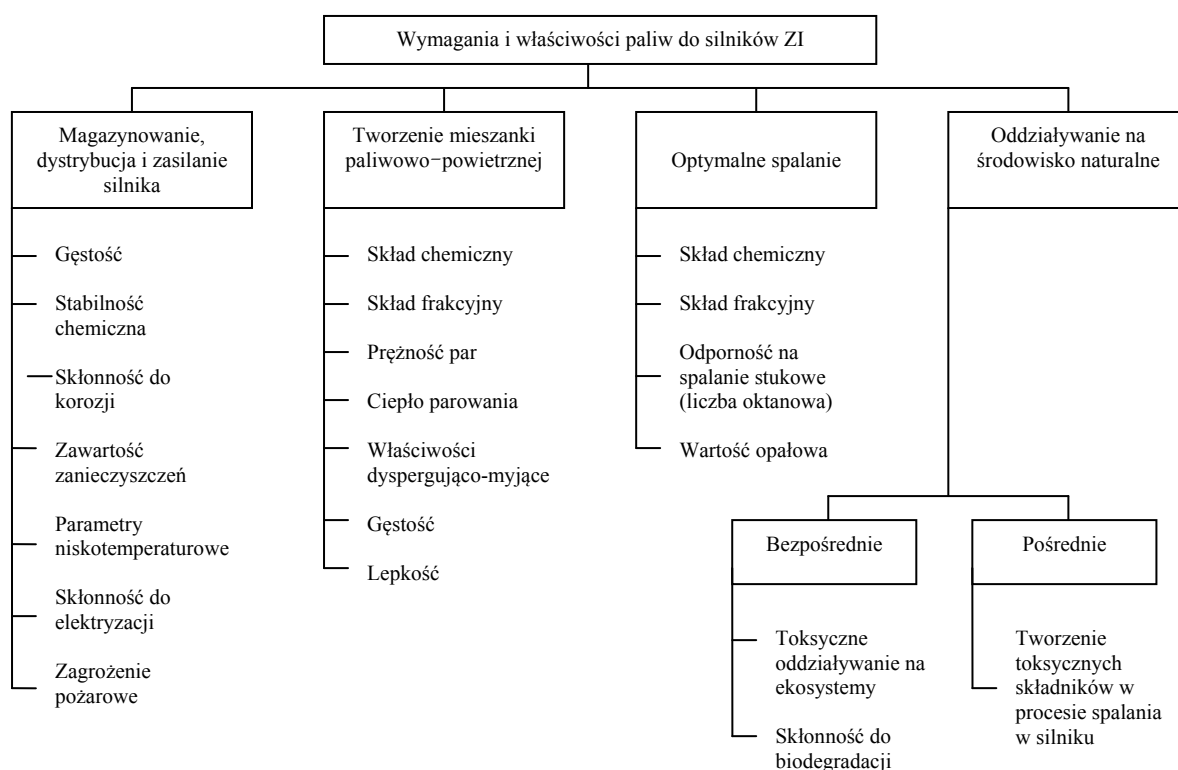 Wymagania i właściwości paliw do silników ZI
Magazynowanie,
dystrybucja i zasilanie
silnika
Gęstość
Stabilność
chemiczna
Skłonność do
korozji
Zawartość
zanieczyszczeń
Parametry
niskotemperaturowe
Skłonność do
elektryzacji
Zagrożenie
pożarowe
Tworzenie mieszanki
paliwowo-powietrznej
Skład chemiczny
Skład frakcyjny
Prężność par
Ciepło parowania
Właściwości
dyspergująco-myjące
Gęstość
Lepkość
Optymalne spalanie
Skład chemiczny
Skład frakcyjny
Odporność na
spalanie stukowe
(liczba oktanowa)
Wartość opałowa
Oddziaływanie na
środowisko naturalne
Bezpośrednie
Toksyczne
oddziaływanie na
ekosystemy
Skłonność do
biodegradacji
Pośrednie
Tworzenie
toksycznych
składników w
procesie spalania
w silniku